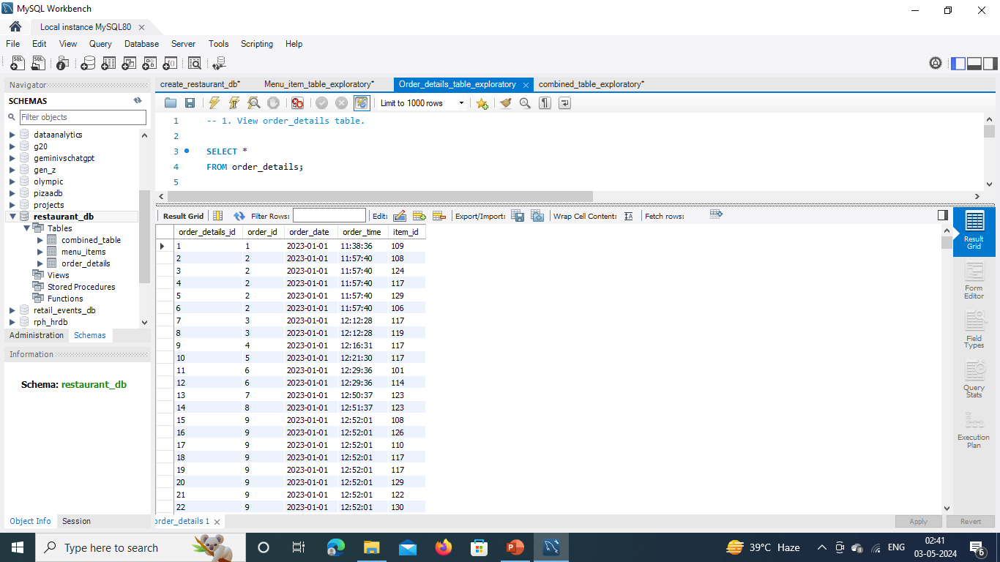 MySQL Workbench
Local instance MySQL80
File Edit View Query Database Server Tools Scripting Help
Navigator
SCHEMAS
Filter objects
dataanalytics
g20
geminivschatgpt
gen_z
olympic
pizaadb
projects
restaurant_db
Tables
combined_table
menu_items
order_details
Views
Stored Procedures
Functions
retail_events_db
rph_hrdb
Administration Schemas
Information
Schema: restaurant_db
Object Info Session
create_restaurant_db* Menu_item_table_exploratory* Order_details_table_exploratory combined_table_exploratory*
Limit to 1000 rows
1 -- 1. View order_details table.
2
3 SELECT *
4 FROM order_details;
5
Result Grid Filter Rows: Edit: Export/Import: Wrap Cell Content: Fetch rows:
order_details_id order_id order_date order_time item_id
1 1 2023-01-01 11:38:36 109
2 2 2023-01-01 11:57:40 108
3 2 2023-01-01 11:57:40 124
4 2 2023-01-01 11:57:40 117
5 2 2023-01-01 11:57:40 129
6 2 2023-01-01 11:57:40 106
7 3 2023-01-01 12:12:28 117
8 3 2023-01-01 12:12:28 119
9 4 2023-01-01 12:16:31 117
10 5 2023-01-01 12:21:30 117
11 6 2023-01-01 12:29:36 101
12 6 2023-01-01 12:29:36 114
13 7 2023-01-01 12:50:37 123
14 8 2023-01-01 12:51:37 123
15 9 2023-01-01 12:52:01 108
16 9 2023-01-01 12:52:01 126
17 9 2023-01-01 12:52:01 110
18 9 2023-01-01 12:52:01 117
19 9 2023-01-01 12:52:01 117
20 9 2023-01-01 12:52:01 129
21 9 2023-01-01 12:52:01 122
22 9 2023-01-01 12:52:01 130
Result
Grid
Form
Editor
Field
Types
Query
Stats
Execution
Plan
order_details 1
Apply Revert
Type here to search
39°C Haze
ENG
02:41
03-05-2024
6